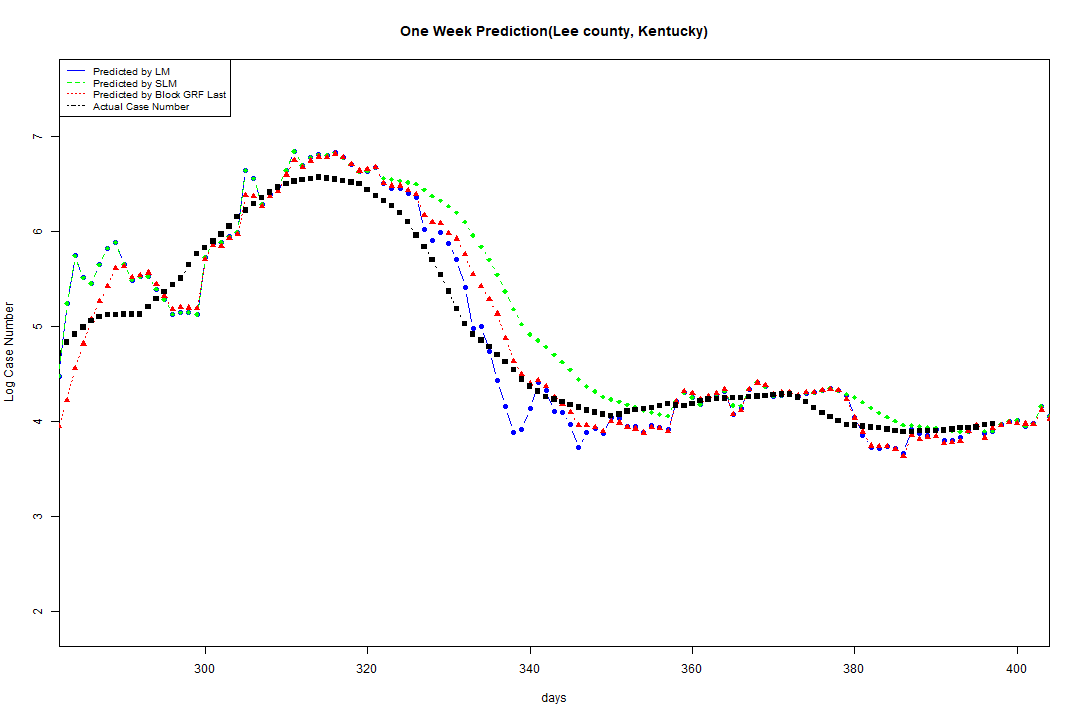 One Week Prediction(Lee county, Kentucky)
Predicted by LM
Predicted by SLM
Predicted by Block GRF Last
Actual Case Number
7
6
5
4
3
2
Log Case Number
300 320 340 360 380 400
days